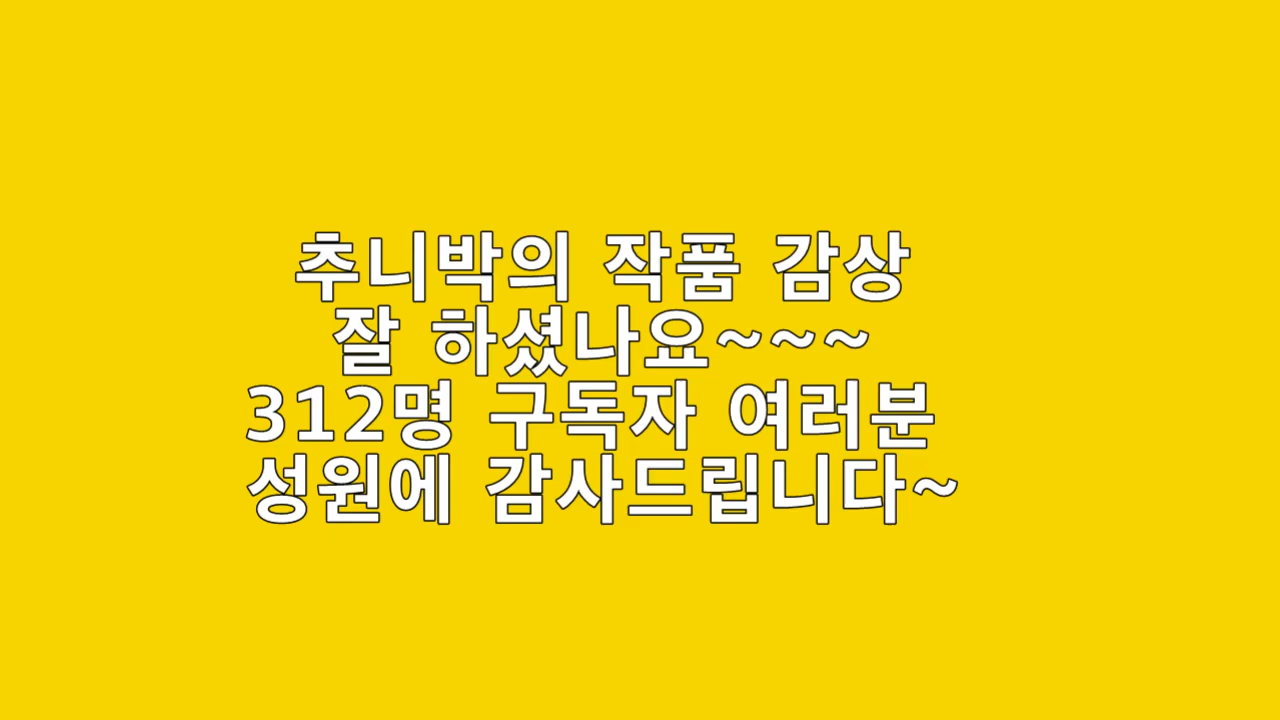 추니박의 작품 감상
잘 하셨나요~~~
312명 구독자 여러분
성원에 감사드립니다~